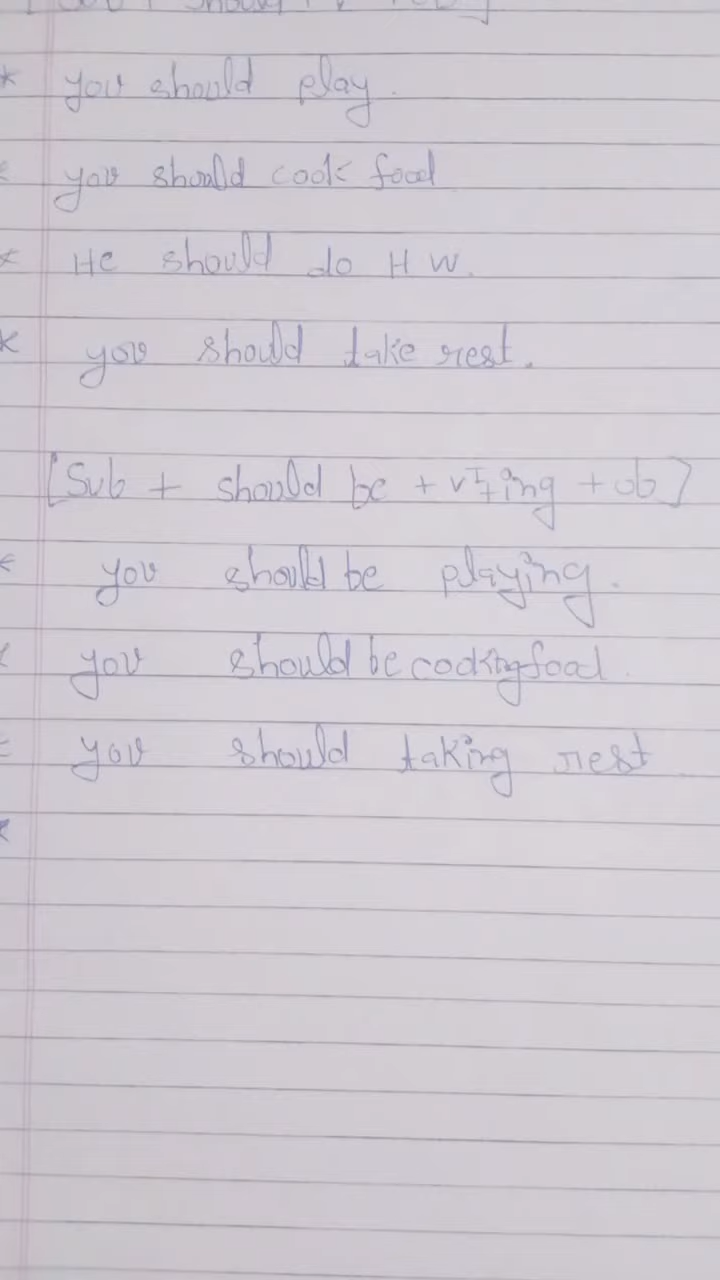 * you should play.
* you should cook food
* He should do H W.
* you should take rest.
[Sub + should be + vI+ing + ob]
* you should be playing.
* you should be cooking food.
* you should taking rest
*